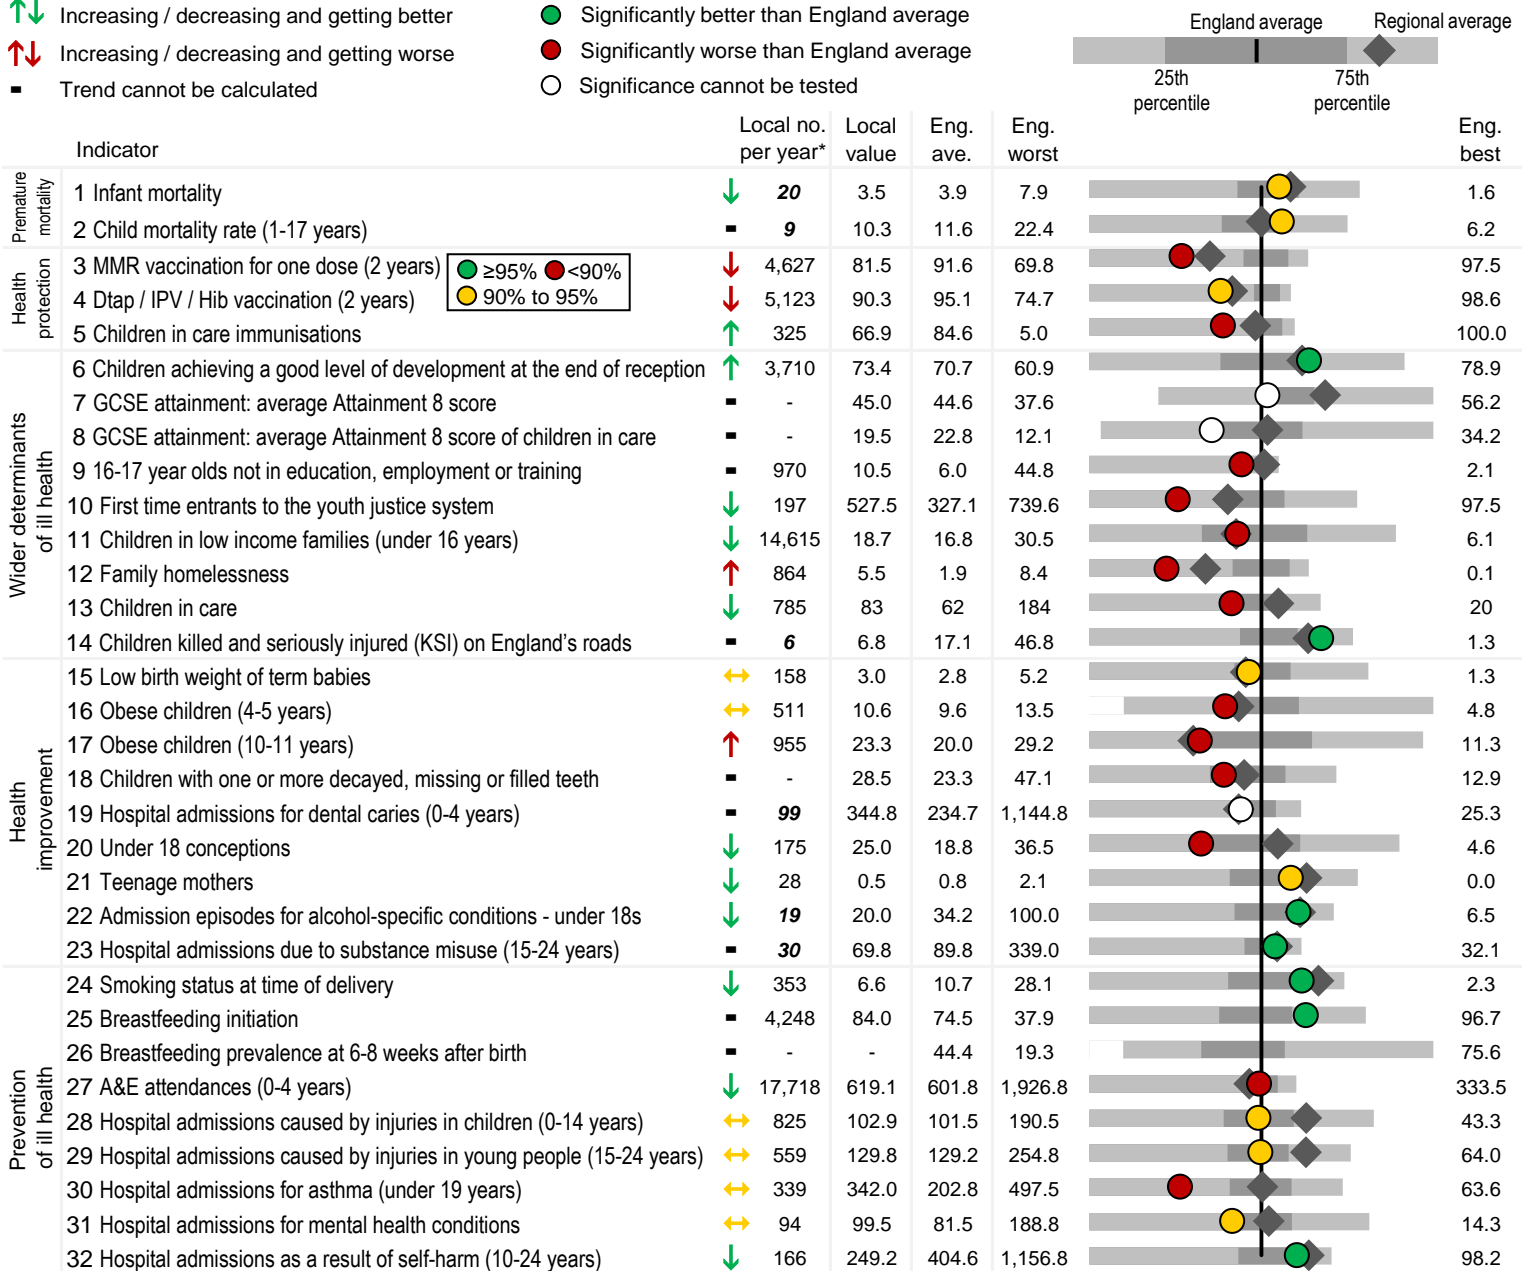 Increasing / decreasing and getting better
Significantly better than England average
England average
Regional average
Increasing / decreasing and getting worse
Significantly worse than England average
Trend cannot be calculated
Significance cannot be tested
25th percentile
75th percentile
Indicator
Local no. per year*
Local value
Eng. ave.
Eng. worst
Eng. best
Premature mortality
1 Infant mortality 20 3.5 3.9 7.9 1.6
2 Child mortality rate (1-17 years) - 9 10.3 11.6 22.4 6.2
Health protection
3 MMR vaccination for one dose (2 years) 4,627 81.5 91.6 69.8 97.5
≥95% <90%
90% to 95%
4 Dtap / IPV / Hib vaccination (2 years) 5,123 90.3 95.1 74.7 98.6
5 Children in care immunisations 325 66.9 84.6 5.0 100.0
Wider determinants of ill health
6 Children achieving a good level of development at the end of reception 3,710 73.4 70.7 60.9 78.9
7 GCSE attainment: average Attainment 8 score - - 45.0 44.6 37.6 56.2
8 GCSE attainment: average Attainment 8 score of children in care - - 19.5 22.8 12.1 34.2
9 16-17 year olds not in education, employment or training - 970 10.5 6.0 44.8 2.1
10 First time entrants to the youth justice system 197 527.5 327.1 739.6 97.5
11 Children in low income families (under 16 years) 14,615 18.7 16.8 30.5 6.1
12 Family homelessness 864 5.5 1.9 8.4 0.1
13 Children in care 785 83 62 184 20
14 Children killed and seriously injured (KSI) on England's roads - 6 6.8 17.1 46.8 1.3
Health improvement
15 Low birth weight of term babies 158 3.0 2.8 5.2 1.3
16 Obese children (4-5 years) 511 10.6 9.6 13.5 4.8
17 Obese children (10-11 years) 955 23.3 20.0 29.2 11.3
18 Children with one or more decayed, missing or filled teeth - - 28.5 23.3 47.1 12.9
19 Hospital admissions for dental caries (0-4 years) - 99 344.8 234.7 1,144.8 25.3
20 Under 18 conceptions 175 25.0 18.8 36.5 4.6
21 Teenage mothers 28 0.5 0.8 2.1 0.0
22 Admission episodes for alcohol-specific conditions - under 18s 19 20.0 34.2 100.0 6.5
23 Hospital admissions due to substance misuse (15-24 years) - 30 69.8 89.8 339.0 32.1
Prevention of ill health
24 Smoking status at time of delivery 353 6.6 10.7 28.1 2.3
25 Breastfeeding initiation - 4,248 84.0 74.5 37.9 96.7
26 Breastfeeding prevalence at 6-8 weeks after birth - - - 44.4 19.3 75.6
27 A&E attendances (0-4 years) 17,718 619.1 601.8 1,926.8 333.5
28 Hospital admissions caused by injuries in children (0-14 years) 825 102.9 101.5 190.5 43.3
29 Hospital admissions caused by injuries in young people (15-24 years) 559 129.8 129.2 254.8 64.0
30 Hospital admissions for asthma (under 19 years) 339 342.0 202.8 497.5 63.6
31 Hospital admissions for mental health conditions 94 99.5 81.5 188.8 14.3
32 Hospital admissions as a result of self-harm (10-24 years) 166 249.2 404.6 1,156.8 98.2